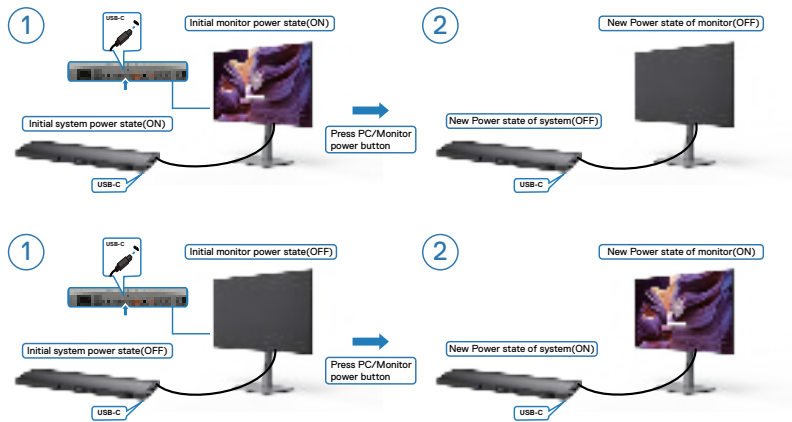 1
USB-C
Initial monitor power state(ON)
Initial system power state(ON)
USB-C
Press PC/Monitor
power button
2
New Power state of monitor(OFF)
New Power state of system(OFF)
USB-C
1
USB-C
Initial monitor power state(OFF)
Initial system power state(OFF)
USB-C
Press PC/Monitor
power button
2
New Power state of monitor(ON)
New Power state of system(ON)
USB-C